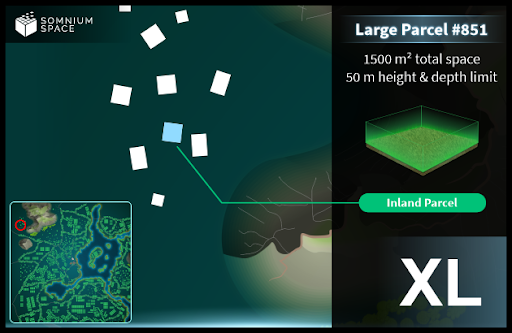 SOMNIUM
SPACE
Large Parcel #851
1500 m² total space
50 m height & depth limit
Inland Parcel
XL